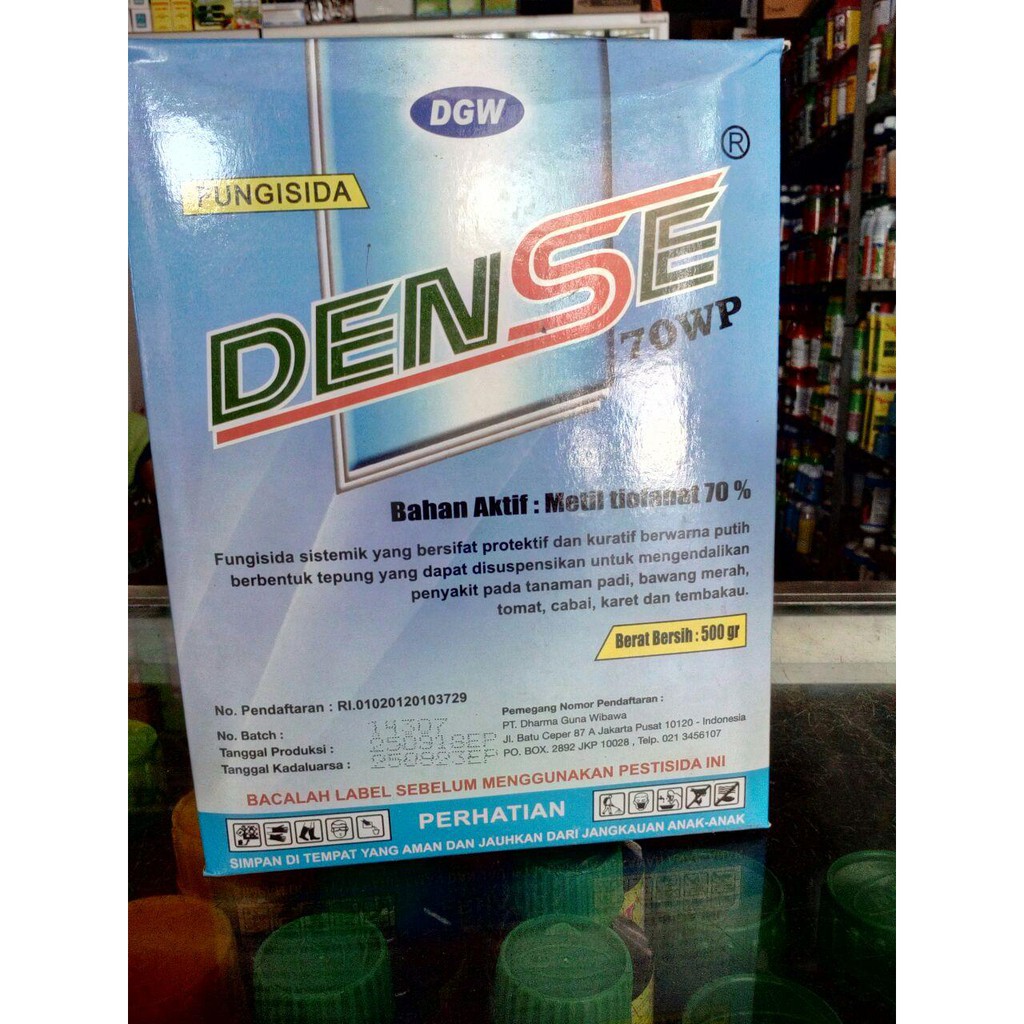 DGW
®
FUNGISIDA
DENSE
70WP
Bahan Aktif : Metil tiofanat 70 %
Fungisida sistemik yang bersifat protektif dan kuratif berwarna putih
berbentuk tepung yang dapat disuspensikan untuk mengendalikan
penyakit pada tanaman padi, bawang merah,
tomat, cabai, karet dan tembakau.
Berat Bersih : 500 gr
No. Pendaftaran : RI.01020120103729
No. Batch : 14307
Tanggal Produksi :
Tanggal Kadaluarsa :
Pemegang Nomor Pendaftaran :
PT. Dharma Guna Wibawa
Jl. Batu Ceper 87 A Jakarta Pusat 10120 - Indonesia
PO. BOX. 2892 JKP 10028 , Telp. 021 3456107
BACALAH LABEL SEBELUM MENGGUNAKAN PESTISIDA INI
PERHATIAN
SIMPAN DI TEMPAT YANG AMAN DAN JAUHKAN DARI JANGKAUAN ANAK-ANAK